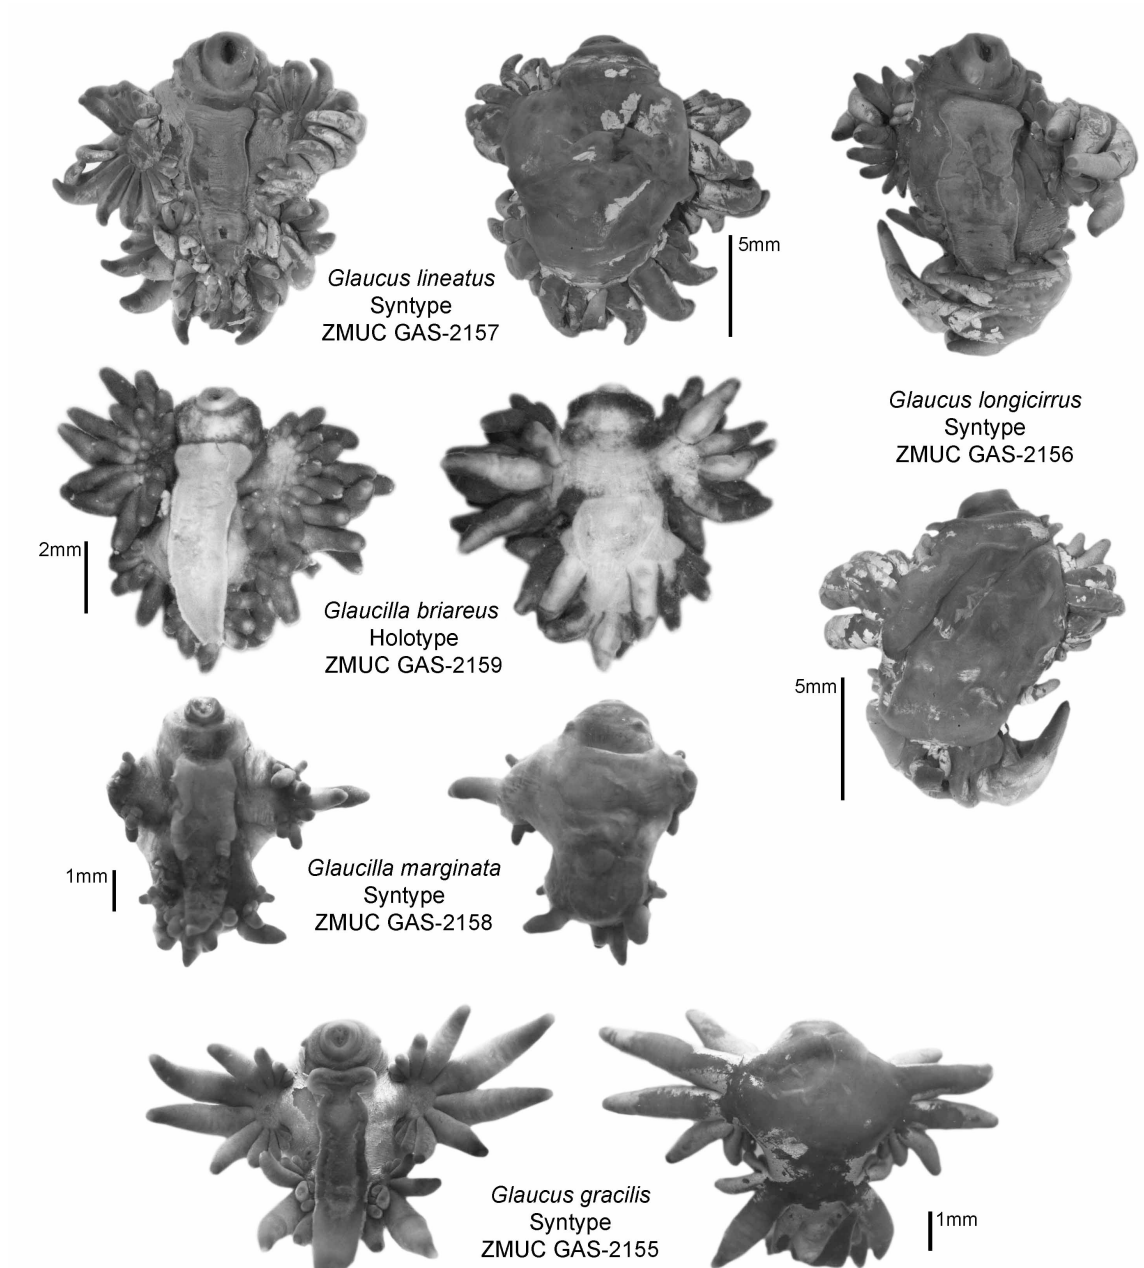 5mm
Glaucus lineatus
Syntype
ZMUC GAS-2157
Glaucus longicirrus
Syntype
ZMUC GAS-2156
2mm
Glaucilla briareus
Holotype
ZMUC GAS-2159
5mm
1mm
Glaucilla marginata
Syntype
ZMUC GAS-2158
Glaucus gracilis
Syntype
ZMUC GAS-2155
1mm